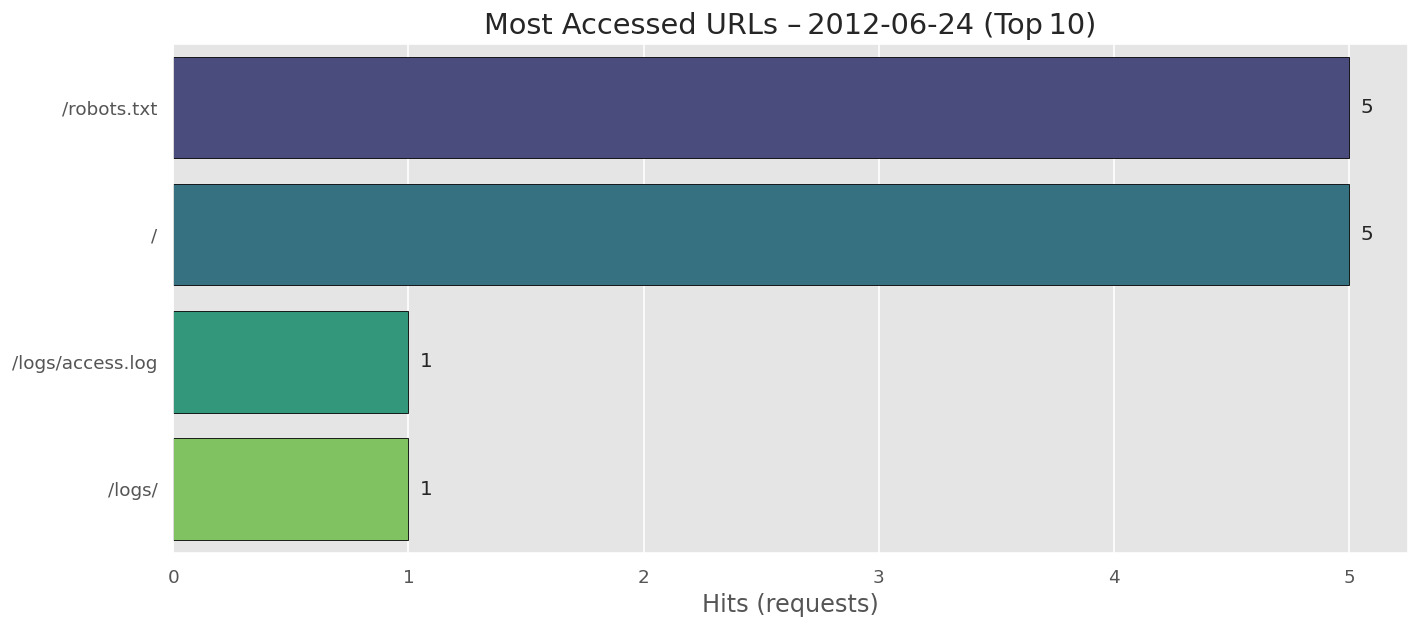 Most Accessed URLs – 2012-06-24 (Top 10)
/robots.txt
5
/
5
/logs/access.log
1
/logs/
1
0 1 2 3 4 5
Hits (requests)